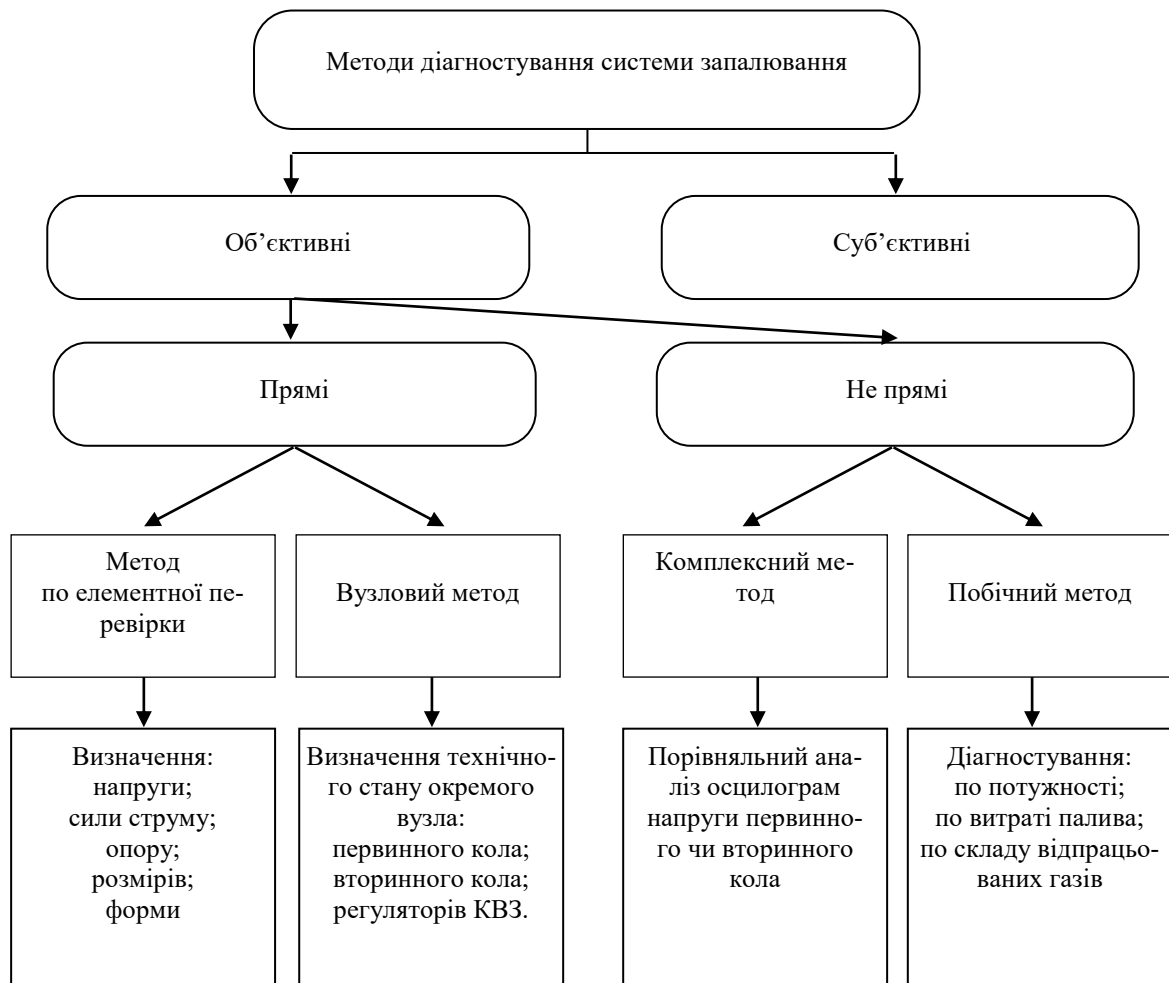 Методи діагностування системи запалювання
Об’єктивні
Суб’єктивні
Прямі
Не прямі
Метод
по елементної пе-
ревірки
Вузловий метод
Комплексний ме-
тод
Побічний метод
Визначення:
напруги;
сили струму;
опору;
розмірів;
форми
Визначення технічно-
го стану окремого
вузла:
первинного кола;
вторинного кола;
регуляторів КВЗ.
Порівняльний ана-
ліз осцилограм
напруги первинно-
го чи вторинного
кола
Діагностування:
по потужності;
по витраті палива;
по складу відпрацьо-
ваних газів